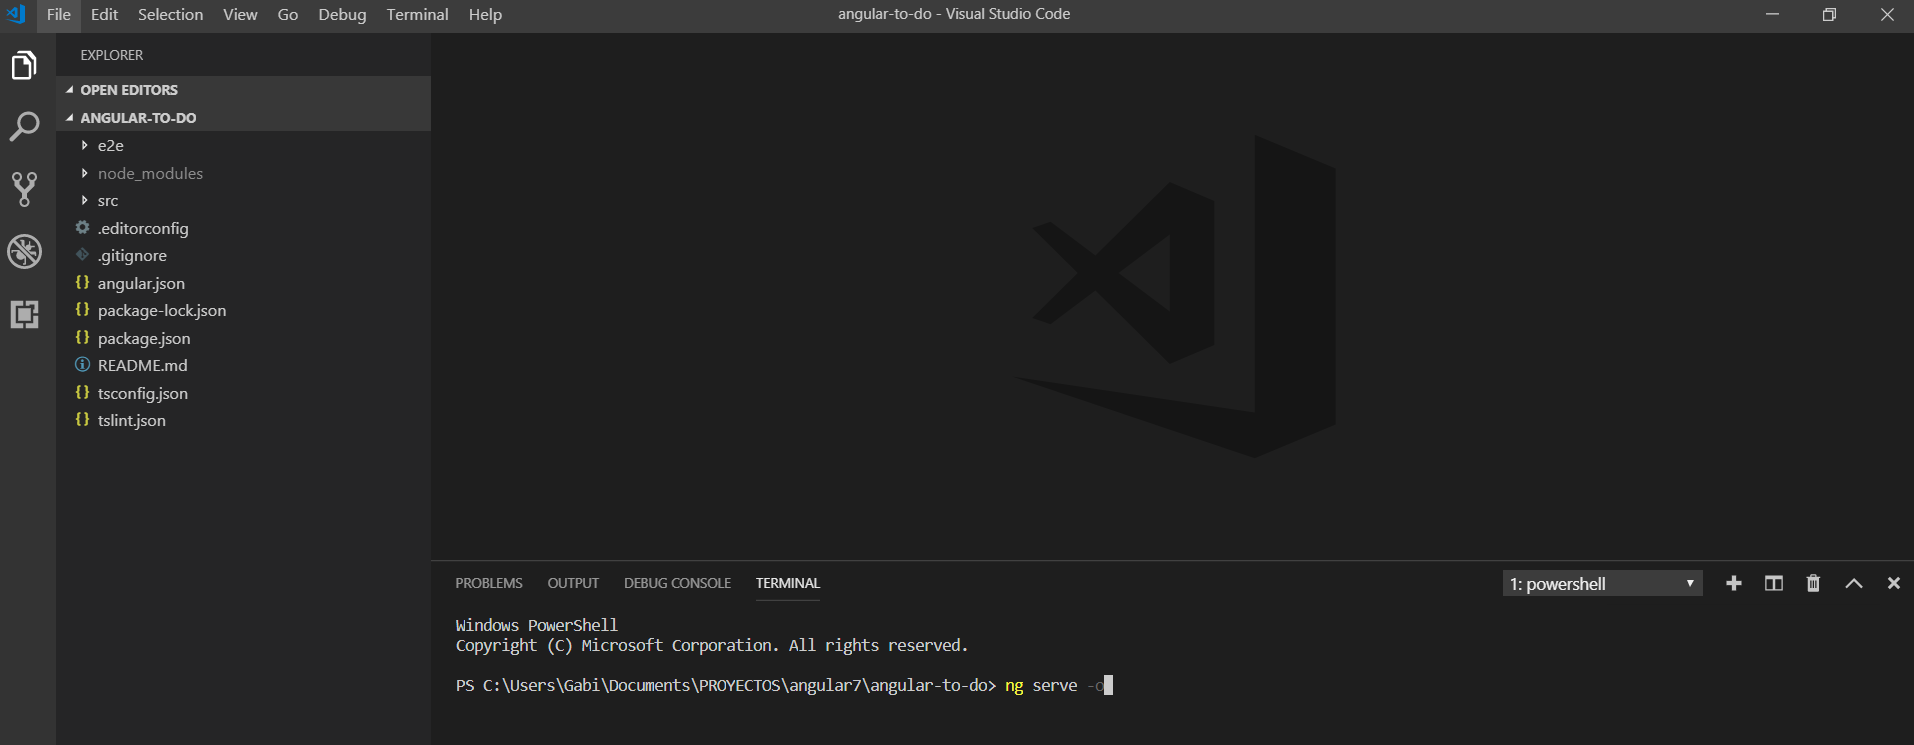 File Edit Selection View Go Debug Terminal Help
angular-to-do - Visual Studio Code
EXPLORER
OPEN EDITORS
ANGULAR-TO-DO
e2e
node_modules
src
.editorconfig
.gitignore
angular.json
package-lock.json
package.json
README.md
tsconfig.json
tslint.json
PROBLEMS OUTPUT DEBUG CONSOLE TERMINAL
1: powershell
Windows PowerShell
Copyright (C) Microsoft Corporation. All rights reserved.
PS C:\Users\Gabi\Documents\PROYECTOS\angular7\angular-to-do> ng serve -o